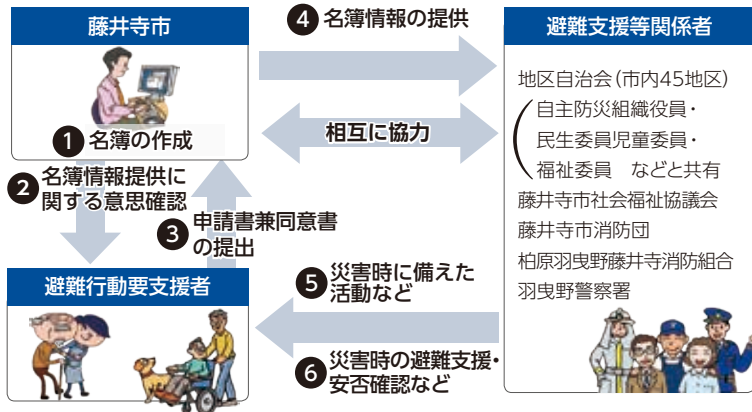 藤井寺市
❶ 名簿の作成
❷ 名簿情報提供に
関する意思確認
❸ 申請書兼同意書
の提出
避難行動要支援者
❹ 名簿情報の提供
相互に協力
❺ 災害時に備えた
活動など
❻ 災害時の避難支援・
安否確認など
避難支援等関係者
地区自治会(市内45地区)
(自主防災組織役員・
民生委員児童委員・
福祉委員 などと共有
藤井寺市社会福祉協議会
藤井寺市消防団
柏原羽曳野藤井寺消防組合
羽曳野警察署